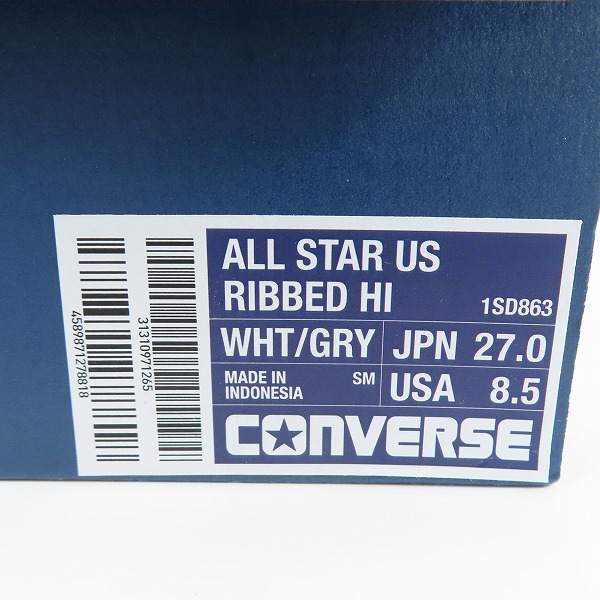 ALL STAR US
RIBBED HI 1SD863
WHT/GRY JPN 27.0
MADE IN INDONESIA SM USA 8.5
CONVERSE
31310971265
4589871278818